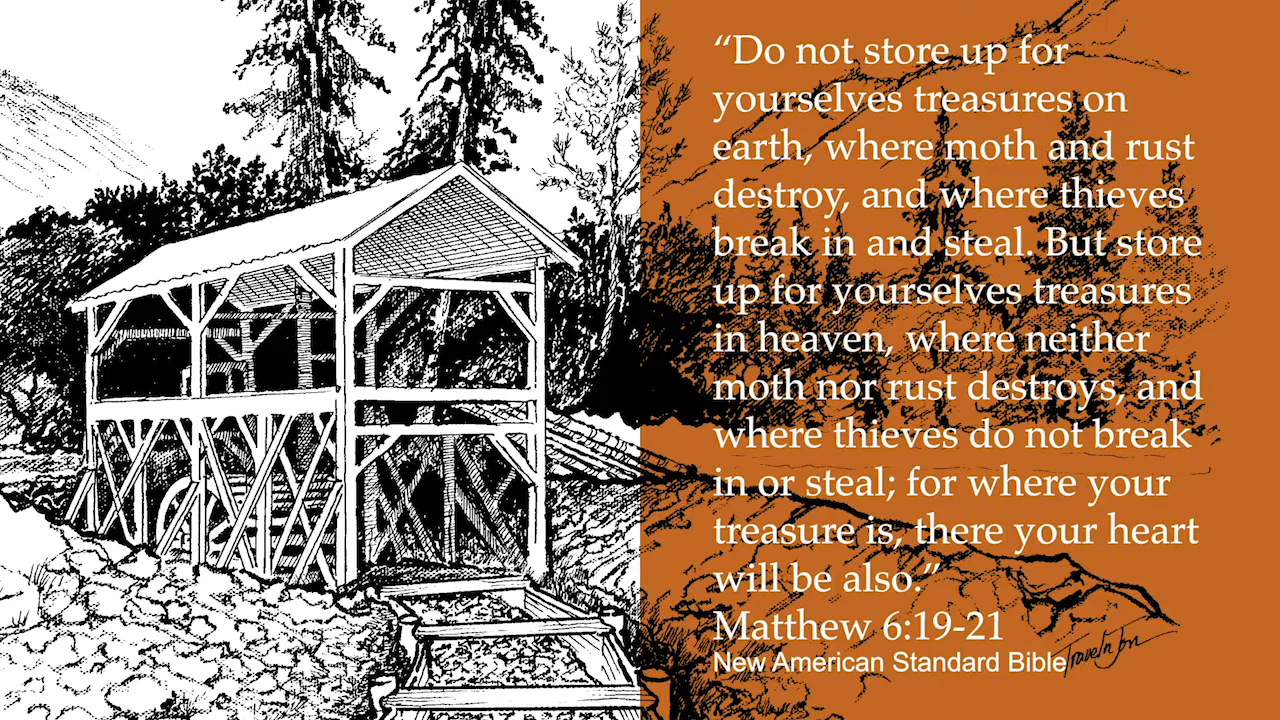 “Do not store up for
yourselves treasures on
earth, where moth and rust
destroy, and where thieves
break in and steal. But store
up for yourselves treasures
in heaven, where neither
moth nor rust destroys, and
where thieves do not break
in or steal; for where your
treasure is, there your heart
will be also.”
Matthew 6:19-21
New American Standard Bible
Travel'n Jon